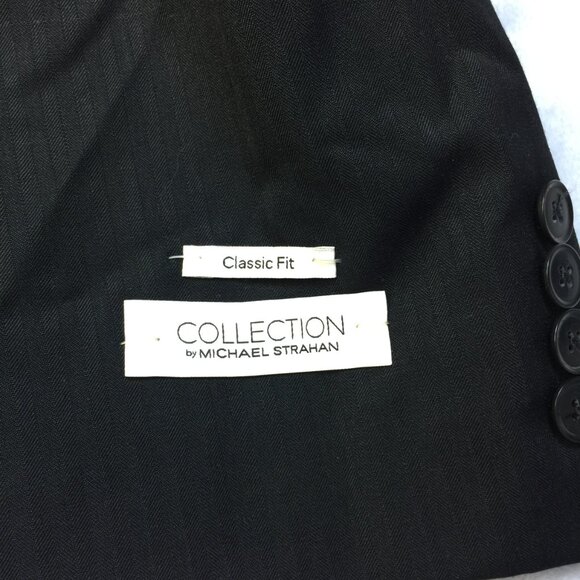 Classic Fit
COLLECTION
by MICHAEL STRAHAN